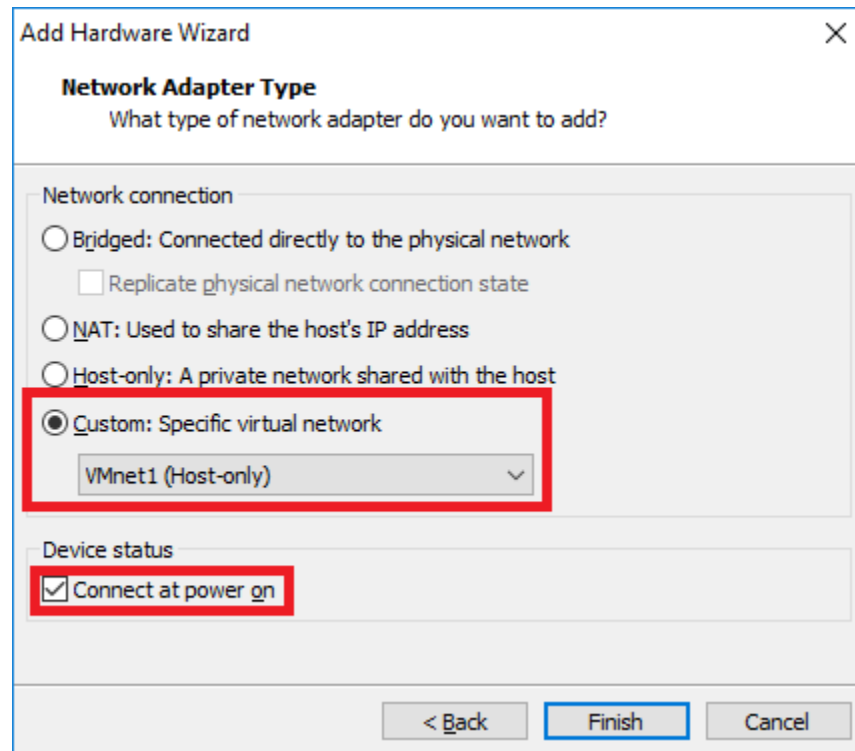 Add Hardware Wizard
Network Adapter Type
What type of network adapter do you want to add?
Network connection
Bridged: Connected directly to the physical network
Replicate physical network connection state
NAT: Used to share the host's IP address
Host-only: A private network shared with the host
Custom: Specific virtual network
VMnet1 (Host-only)
Device status
Connect at power on
< Back Finish Cancel